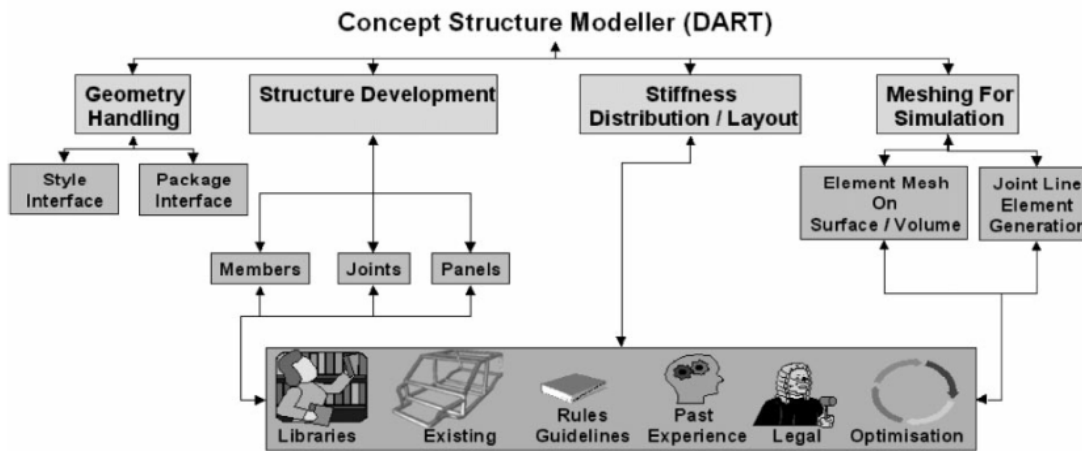 Concept Structure Modeller (DART)
Geometry
Handling
Structure Development
Stiffness
Distribution / Layout
Meshing For
Simulation
Style
Interface
Package
Interface
Element Mesh
On
Surface / Volume
Joint Line
Element
Generation
Members
Joints
Panels
Libraries
Existing
Rules
Guidelines
Past
Experience
Legal
Optimisation